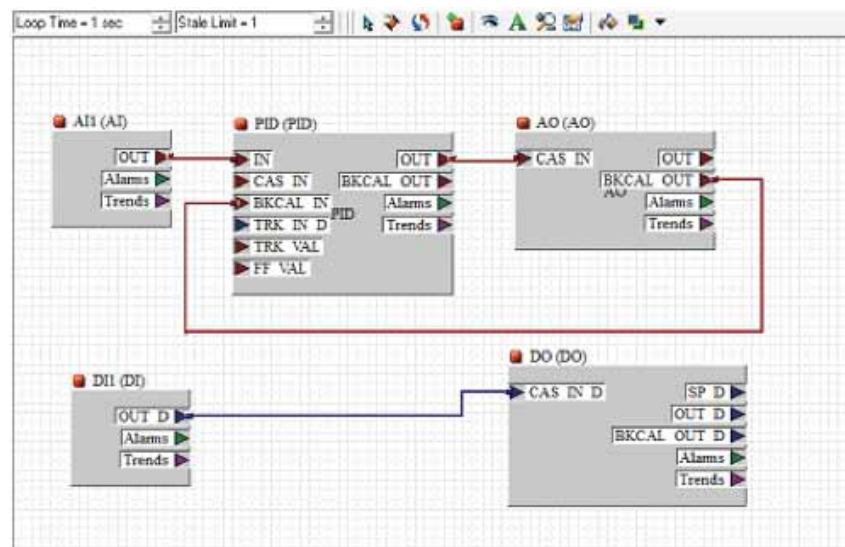 Loop Time = 1 sec
Stale Limit = 1
A
AI1 (AI)
OUT
Alarms
Trends
PID (PID)
IN
CAS IN
BKCAL IN
TRK IN D
TRK VAL
FF VAL
OUT
BKCAL OUT
Alarms
Trends
PID
AO (AO)
CAS IN
OUT
BKCAL OUT
Alarms
Trends
AO
DI1 (DI)
OUT D
Alarms
Trends
DO (DO)
CAS IN D
SP D
OUT D
BKCAL OUT D
Alarms
Trends